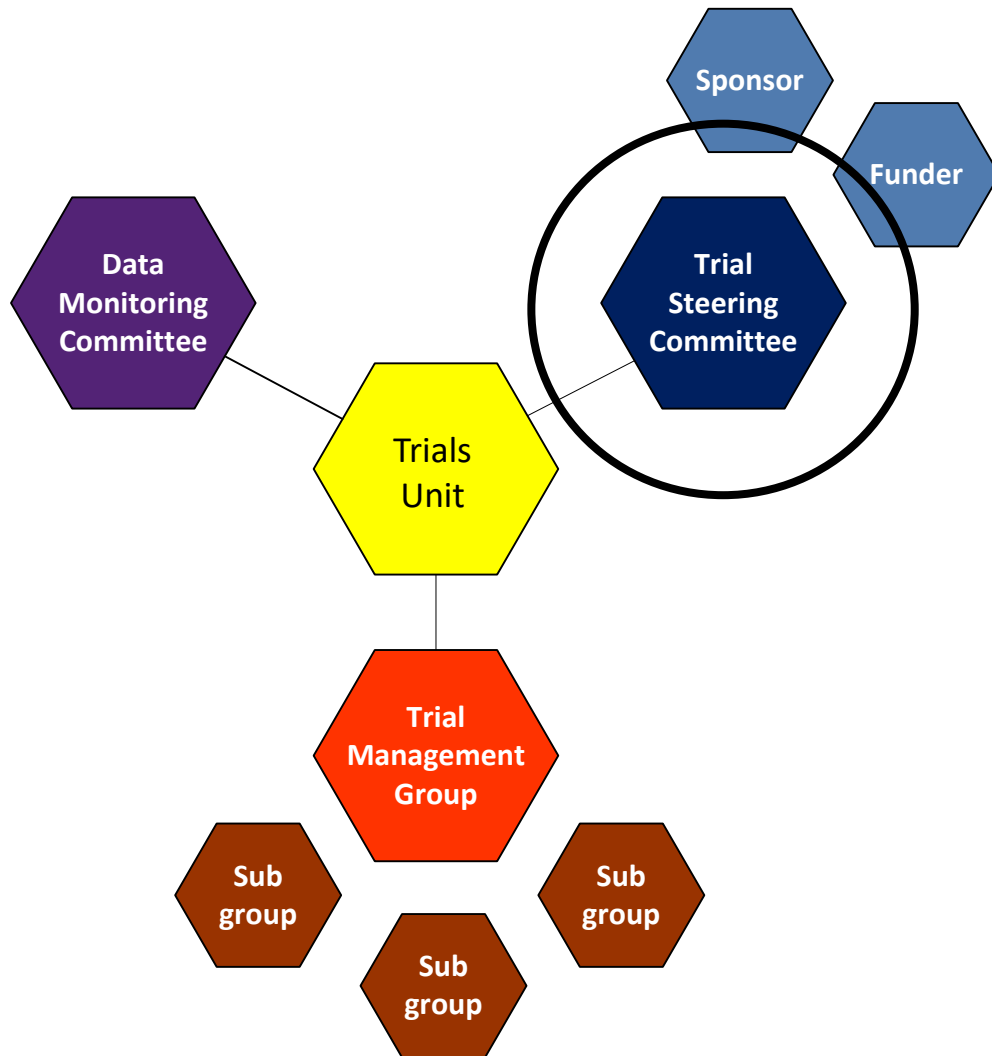 Sponsor
Funder
Data
Monitoring
Committee
Trial
Steering
Committee
Trials
Unit
Trial
Management
Group
Sub
group
Sub
group
Sub
group